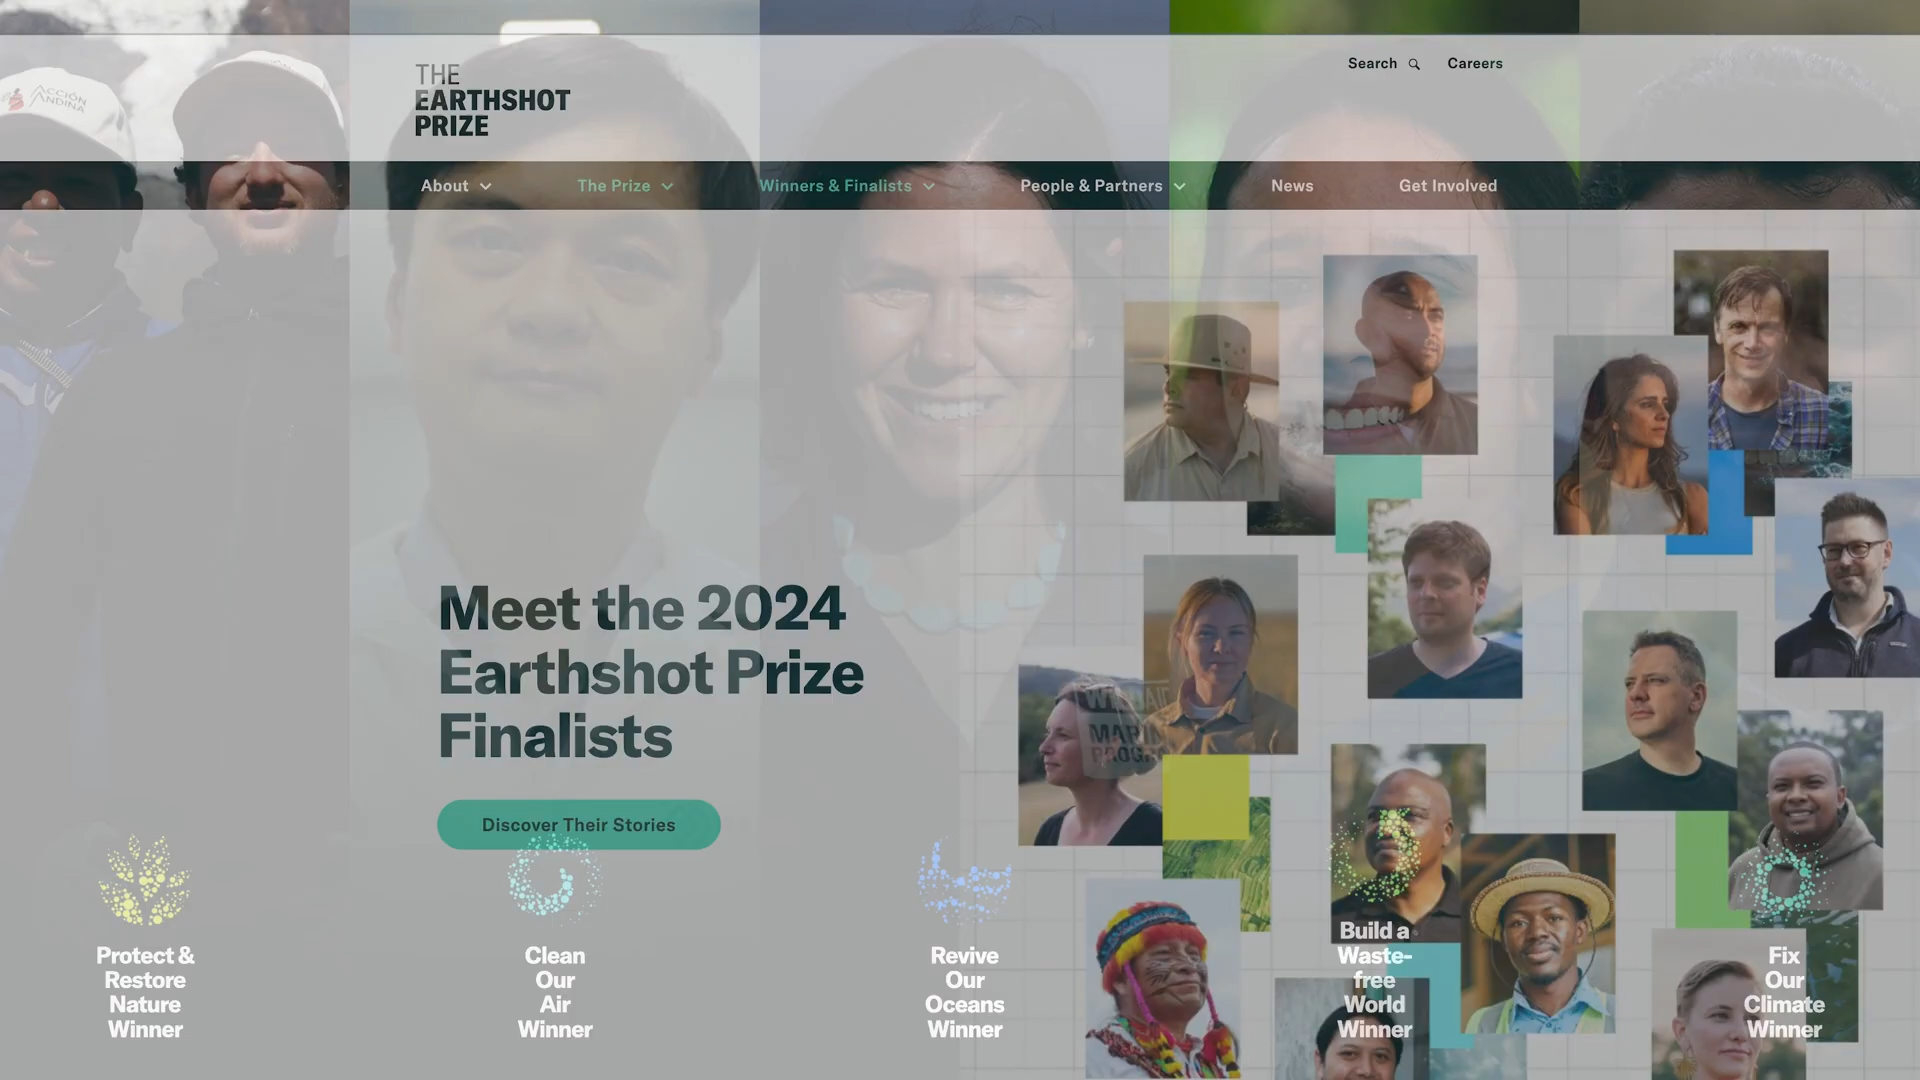 Search
Careers
THE
EARTHSHOT
PRIZE
ACCIÓN
ANDINA
About
The Prize
Winners & Finalists
People & Partners
News
Get Involved
Meet the 2024
Earthshot Prize
Finalists
Discover Their Stories
Protect &
Restore
Nature
Winner
Clean
Our
Air
Winner
Revive
Our
Oceans
Winner
Build a
Waste-
free
World
Winner
Fix
Our
Climate
Winner